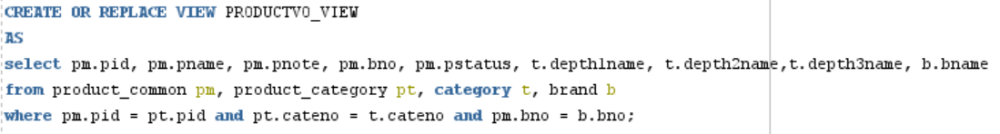 CREATE OR REPLACE VIEW PRODUCTVO_VIEW
AS
select pm.pid, pm.pname, pm.pnote, pm.bno, pm.pstatus, t.depth1name, t.depth2name,t.depth3name, b.bname
from product_common pm, product_category pt, category t, brand b
where pm.pid = pt.pid and pt.cateno = t.cateno and pm.bno = b.bno;